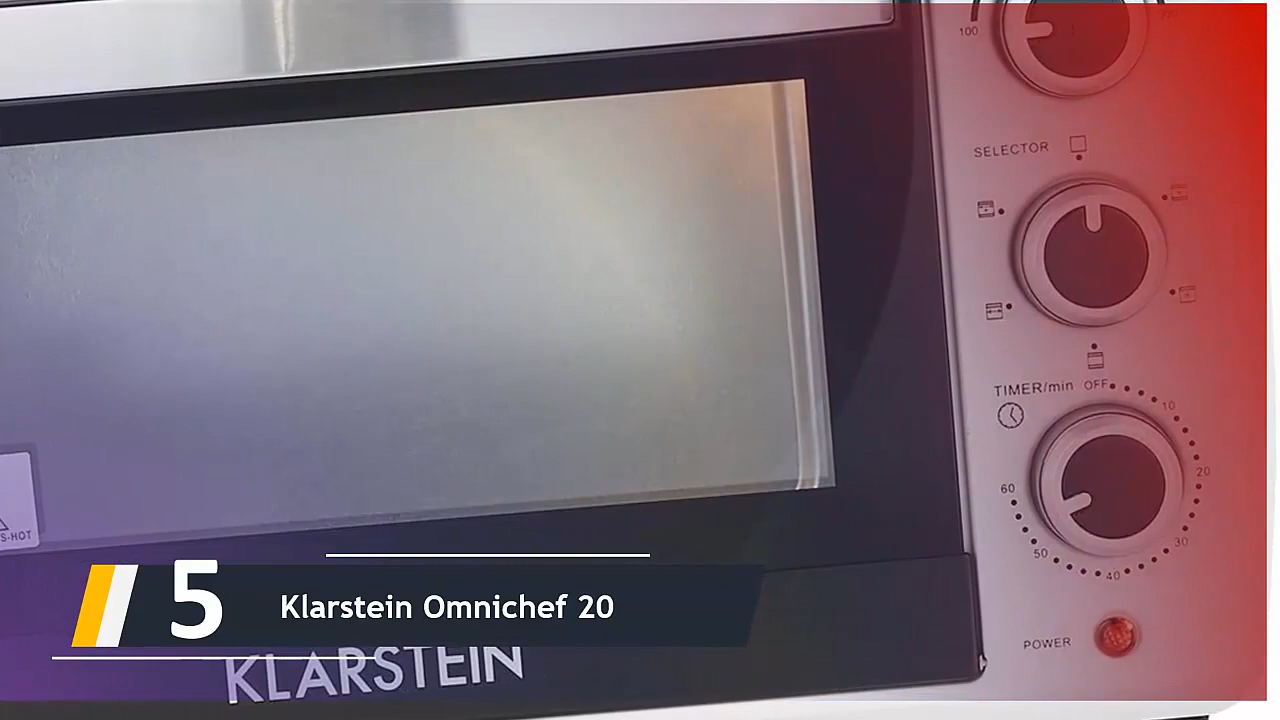 100
SELECTOR
TIMER/min OFF
10
20
30
40
50
60
S-HOT
5 Klarstein Omnichef 20
POWER
KLARSTEIN